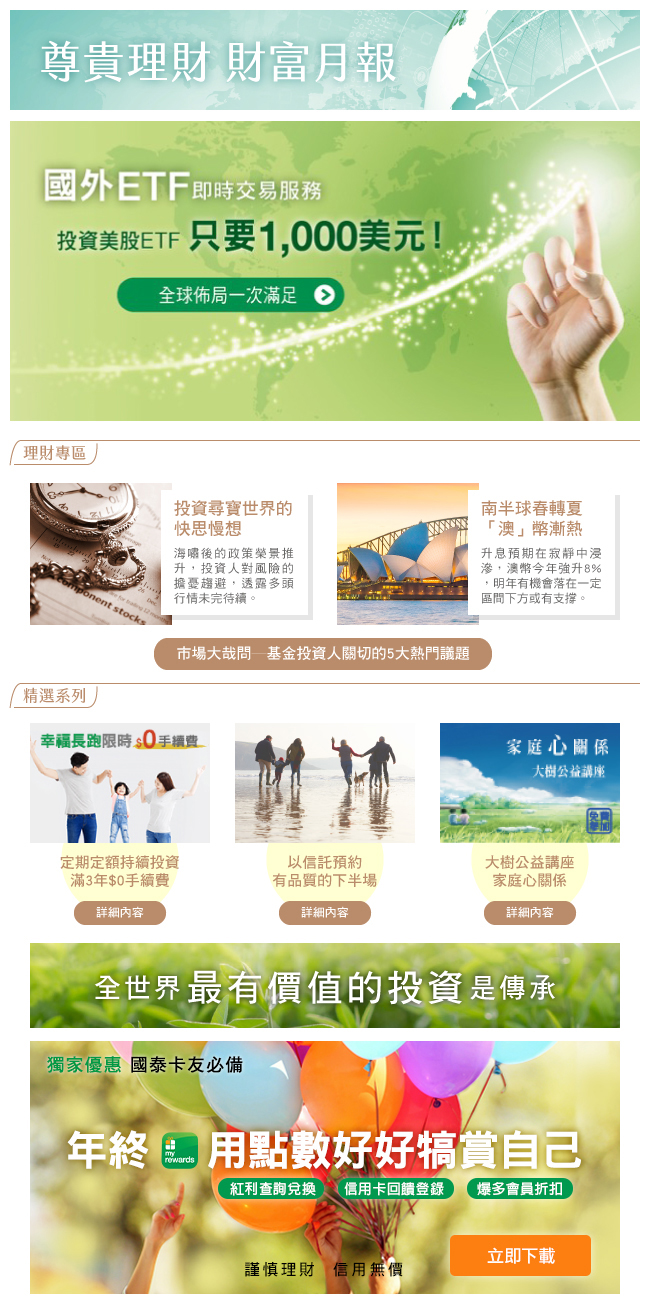 尊貴理財 財富月報
國外ETF即時交易服務
投資美股ETF 只要1,000美元！
全球佈局一次滿足
理財專區
投資尋寶世界的
快思慢想
海嘯後的政策榮景推
升，投資人對風險的
擔憂趨避，透露多頭
行情未完待續。
南半球春轉夏
「澳」幣漸熱
升息預期在寂靜中浸
滲，澳幣今年強升8%
，明年有機會落在一定
區間下方或有支撐。
component stocks
市場大哉問—基金投資人關切的5大熱門議題
精選系列
幸福長跑限時$0手續費
定期定額持續投資
滿3年$0手續費
詳細內容
以信託預約
有品質的下半場
詳細內容
家庭心關係
大樹公益講座
免費參加
大樹公益講座
家庭心關係
詳細內容
全世界最有價值的投資是傳承
獨家優惠 國泰卡友必備
年終 my rewards 用點數好好犒賞自己
紅利查詢兌換 信用卡回饋登錄 爆多會員折扣
立即下載
謹慎理財 信用無價